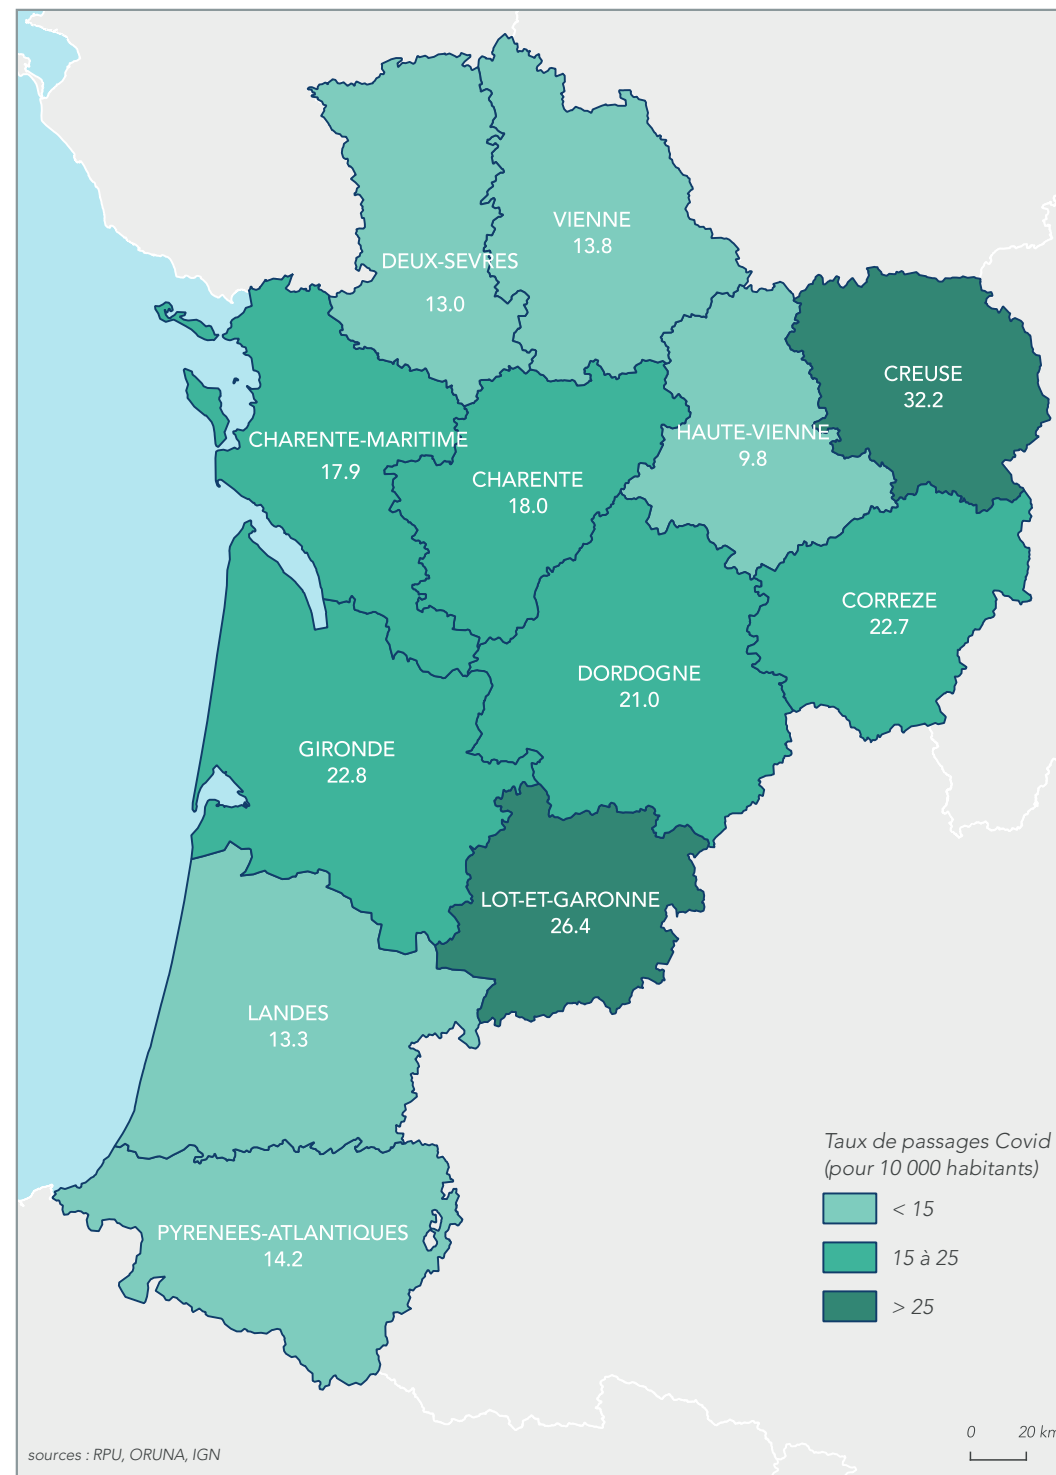 VIENNE
13.8
DEUX-SEVRES
13.0
CREUSE
32.2
HAUTE-VIENNE
9.8
CHARENTE-MARITIME
17.9
CHARENTE
18.0
CORREZE
22.7
DORDOGNE
21.0
GIRONDE
22.8
LOT-ET-GARONNE
26.4
LANDES
13.3
PYRENEES-ATLANTIQUES
14.2
Taux de passages Covid
(pour 10 000 habitants)
< 15
15 à 25
> 25
0 20 km
sources : RPU, ORUNA, IGN